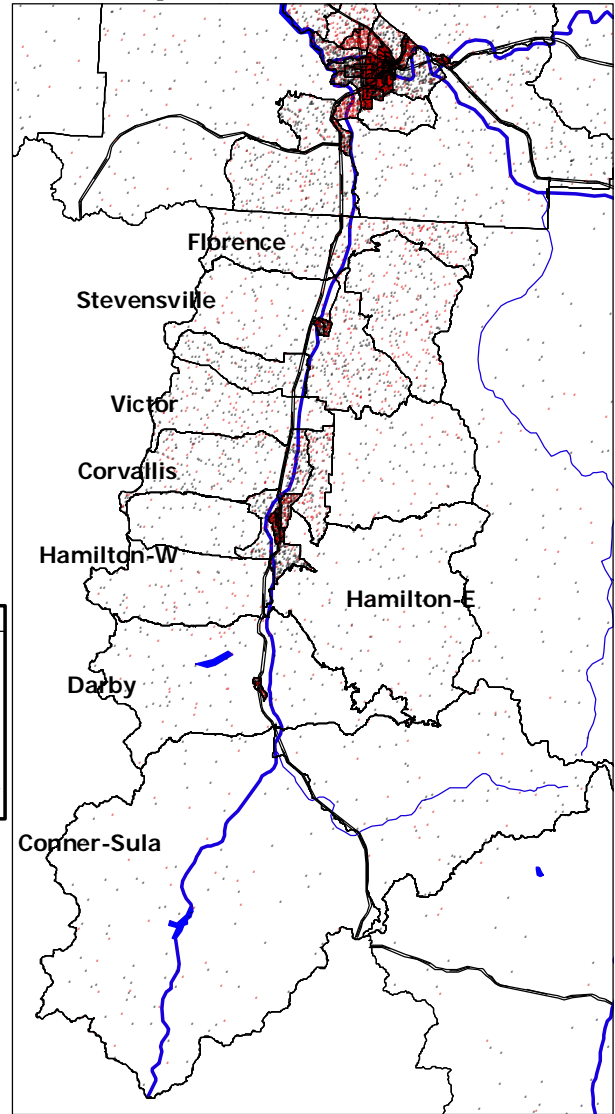 Florence
Stevensville
Victor
Corvallis
Hamilton-W
Hamilton-E
Darby
Conner-Sula